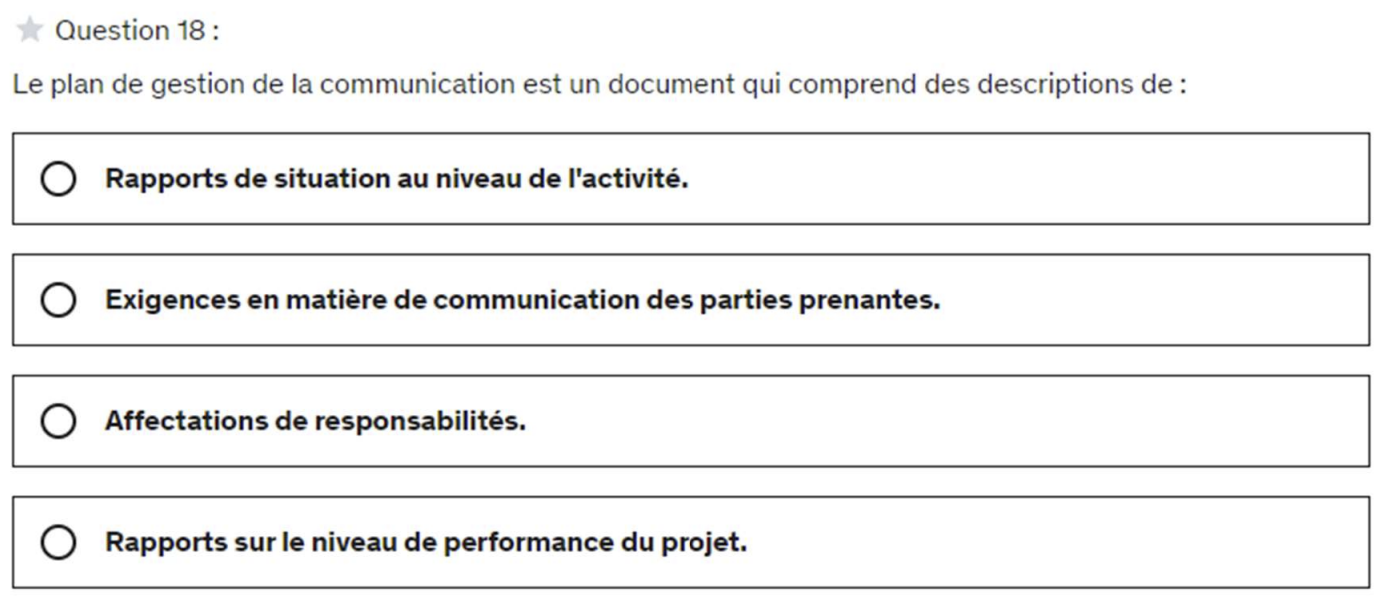 Question 18 :
Le plan de gestion de la communication est un document qui comprend des descriptions de :
Rapports de situation au niveau de l'activité.
Exigences en matière de communication des parties prenantes.
Affectations de responsabilités.
Rapports sur le niveau de performance du projet.